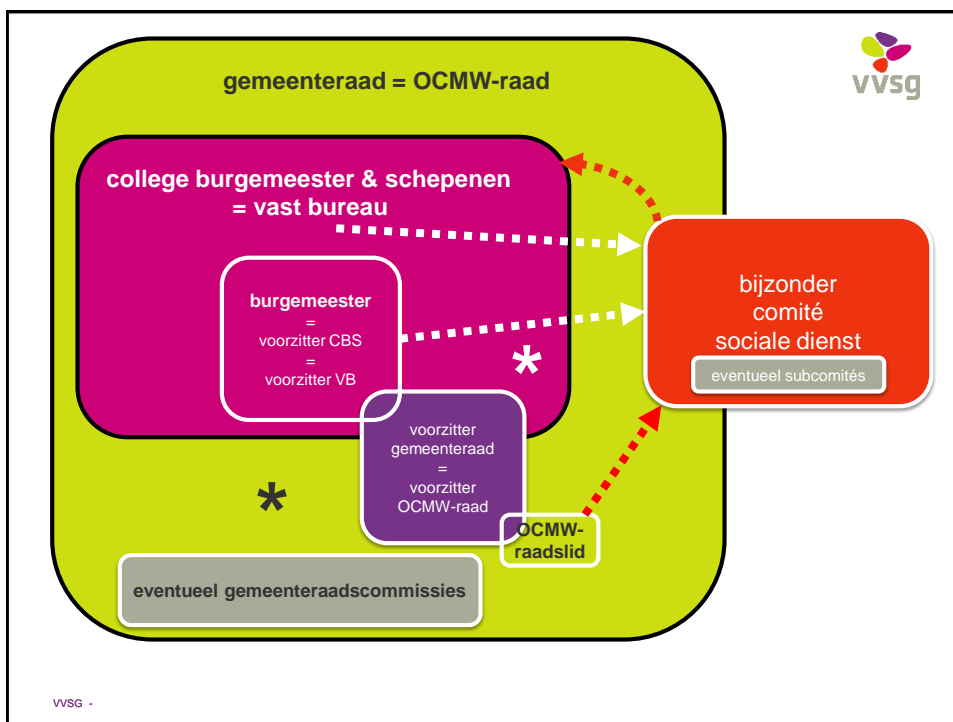 gemeenteraad = OCMW-raad
vvsg
college burgemeester & schepenen
= vast bureau
burgemeester
=
voorzitter CBS
=
voorzitter VB
*
bijzonder
comité
sociale dienst
eventueel subcomités
voorzitter
gemeenteraad
=
voorzitter
OCMW-raad
*
OCMW-
raadslid
eventueel gemeenteraadscommissies
VVSG -